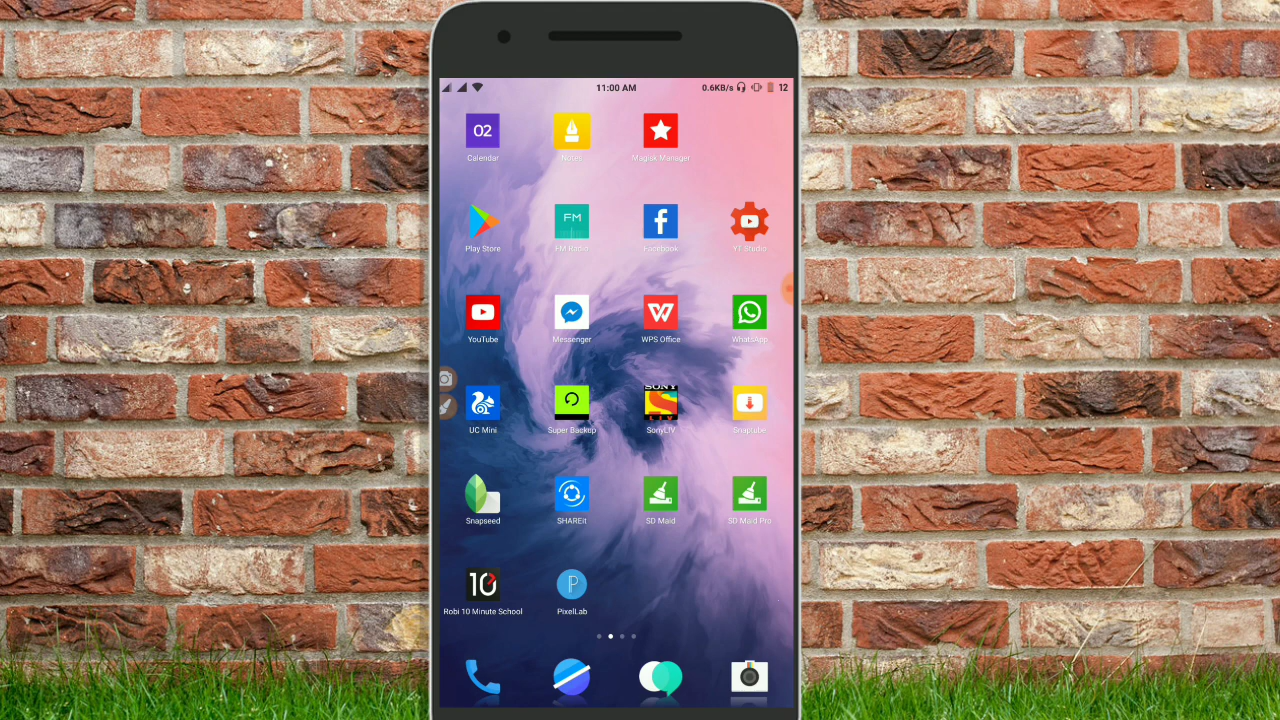 11:00 AM
0.6KB/s 12
02
Calendar
Notes
Magisk Manager
Play Store
FM
FM Radio
Facebook
YT Studio
YouTube
Messenger
WPS Office
WhatsApp
UC Mini
Super Backup
SONY
LIV
SonyLIV
Snaptube
Snapseed
SHAREit
SD Maid
SD Maid Pro
10
Robi 10 Minute School
P
PixelLab